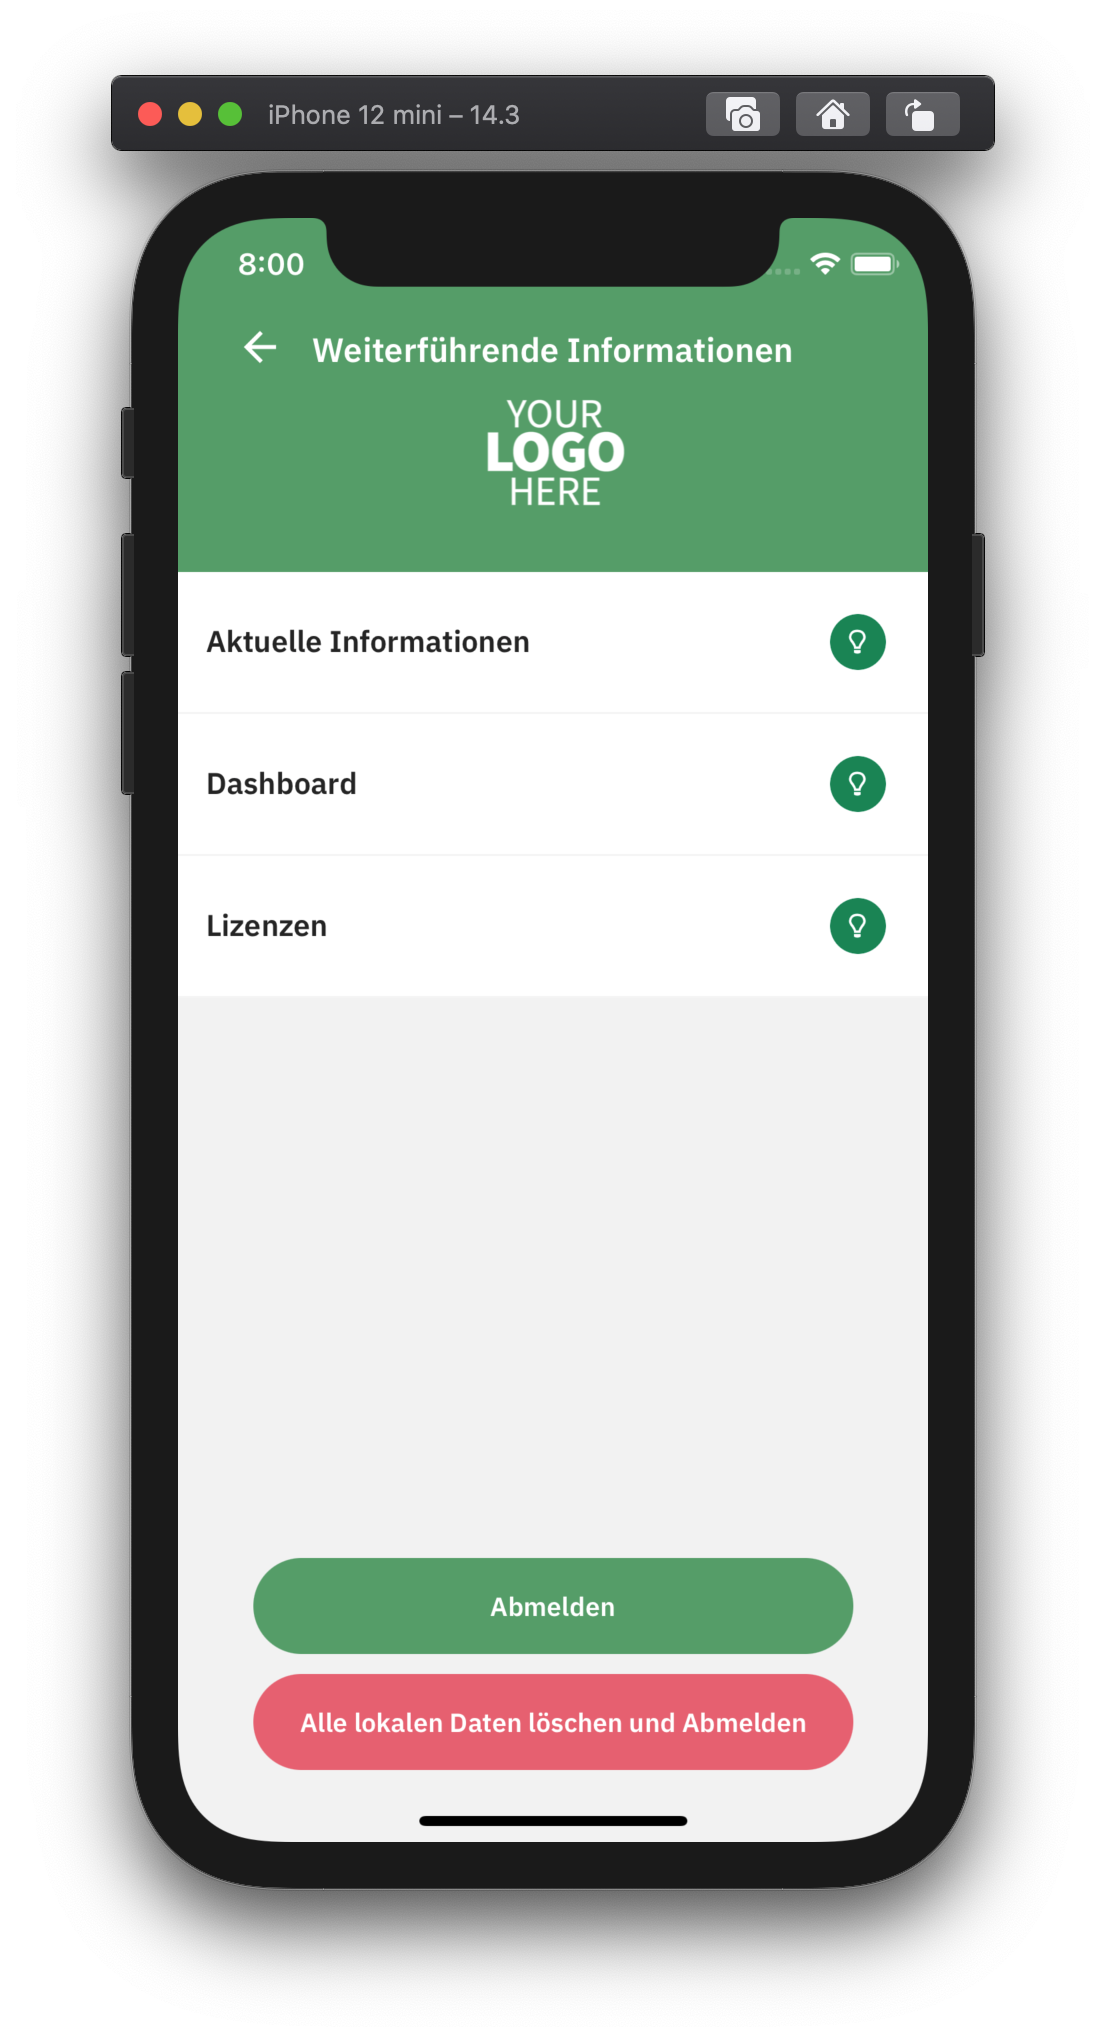 iPhone 12 mini – 14.3
8:00
Weiterführende Informationen
YOUR
LOGO
HERE
Aktuelle Informationen
Dashboard
Lizenzen
Abmelden
Alle lokalen Daten löschen und Abmelden